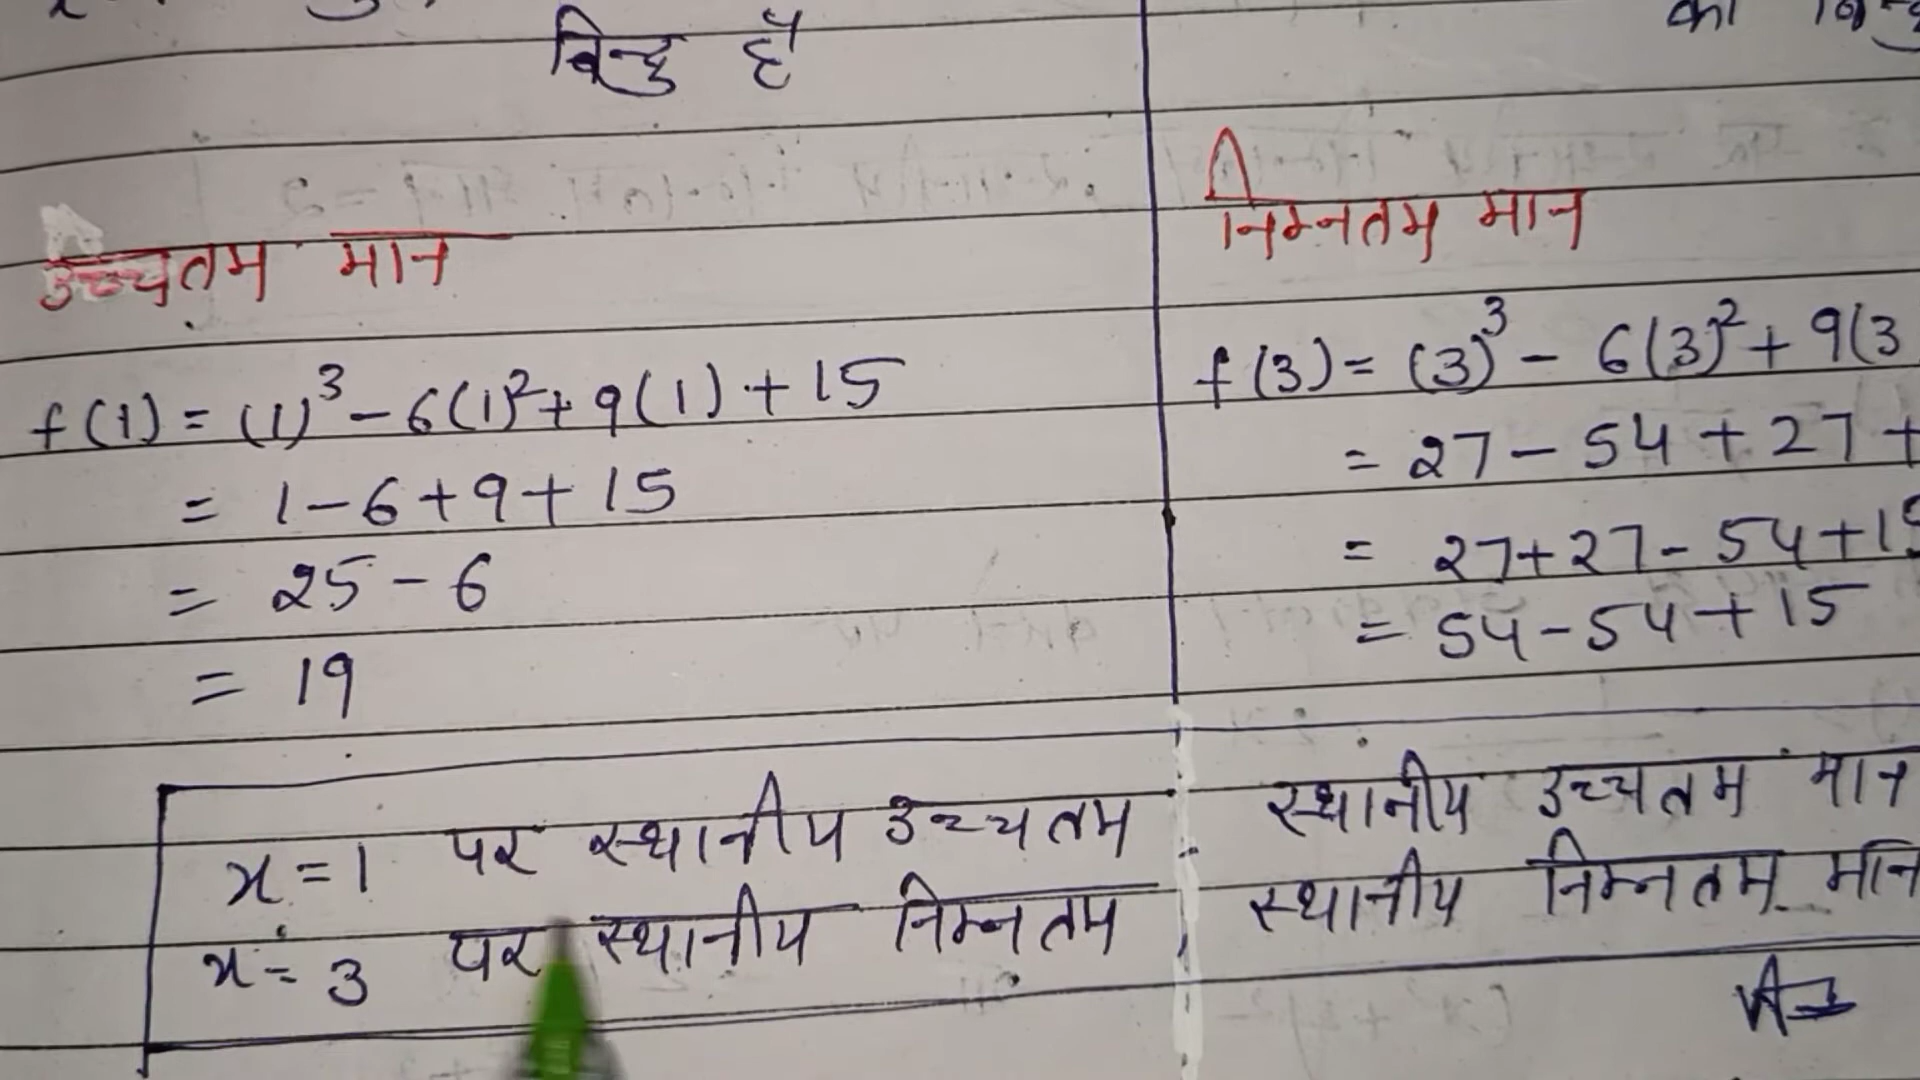 बिन्दु है
उच्चतम मान
f(1) = (1)³ - 6(1)² + 9(1) + 15
= 1 - 6 + 9 + 15
= 25 - 6
= 19
निम्नतम मान
f(3) = (3)³ - 6(3)² + 9(3
= 27 - 54 + 27 +
= 27 + 27 - 54 + 15
= 54 - 54 + 15
x = 1 पर स्थानीय उच्चतम , स्थानीय उच्चतम मान
x = 3 पर स्थानीय निम्नतम , स्थानीय निम्नतम मान